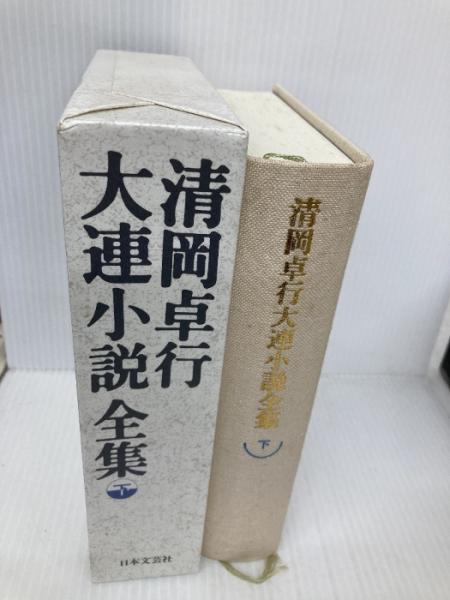 清岡卓行
大連小説全集
下
日本文芸社
清岡卓行大連小説全集
下